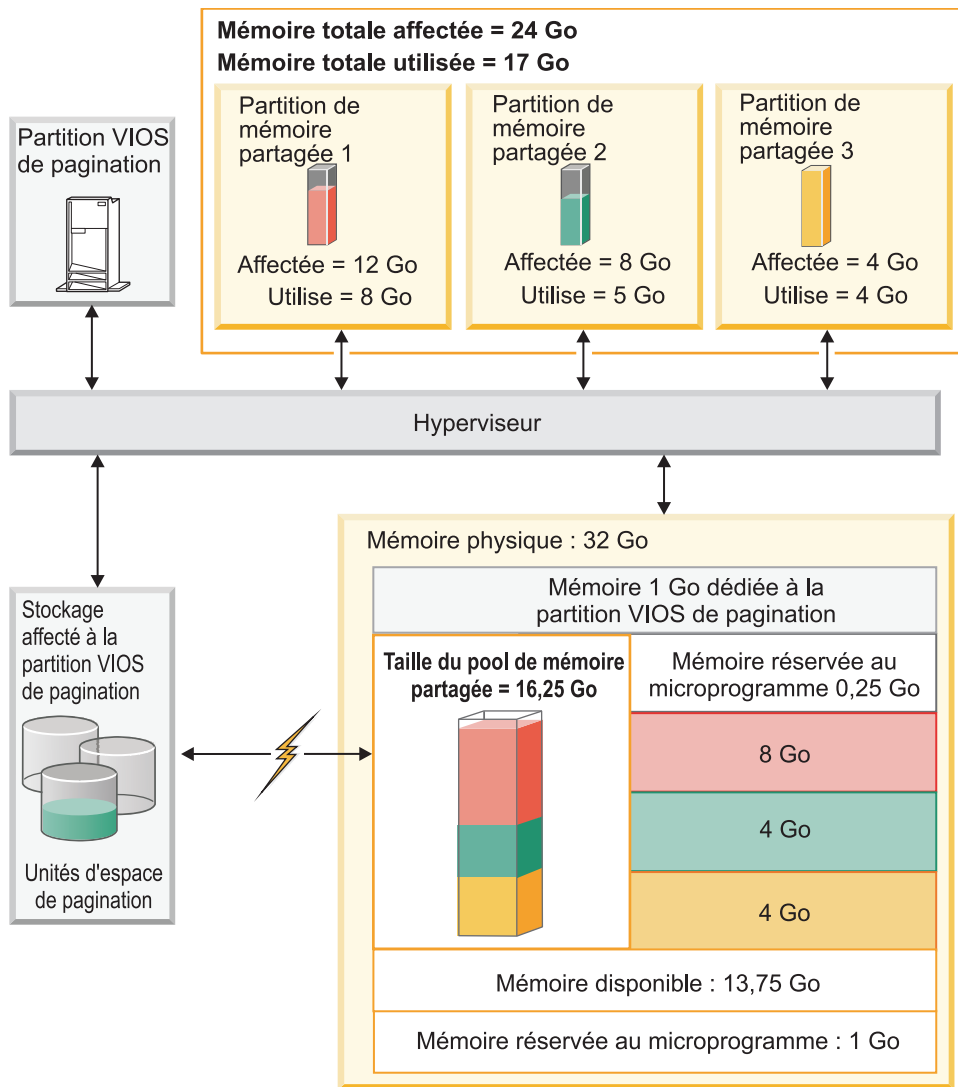 Mémoire totale affectée = 24 Go
Mémoire totale utilisée = 17 Go
Partition VIOS
de pagination
Partition de
mémoire
partagée 1
Affectée = 12 Go
Utilise = 8 Go
Partition de
mémoire
partagée 2
Affectée = 8 Go
Utilise = 5 Go
Partition de
mémoire
partagée 3
Affectée = 4 Go
Utilise = 4 Go
Hyperviseur
Stockage
affecté à la
partition VIOS
de pagination
Unités d'espace
de pagination
Mémoire physique : 32 Go
Mémoire 1 Go dédiée à la
partition VIOS de pagination
Taille du pool de mémoire
partagée = 16,25 Go
Mémoire réservée au
microprogramme 0,25 Go
8 Go
4 Go
4 Go
Mémoire disponible : 13,75 Go
Mémoire réservée au microprogramme : 1 Go